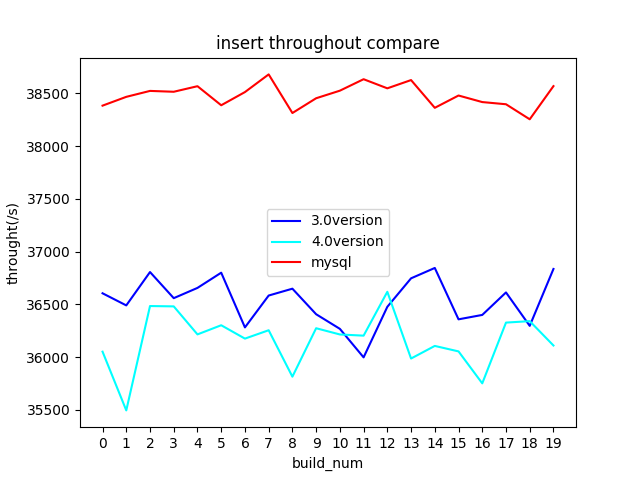 insert throughout compare
throught(/s)
38500
38000
37500
37000
36500
36000
35500
3.0version
4.0version
mysql
0 1 2 3 4 5 6 7 8 9 10 11 12 13 14 15 16 17 18 19
build_num